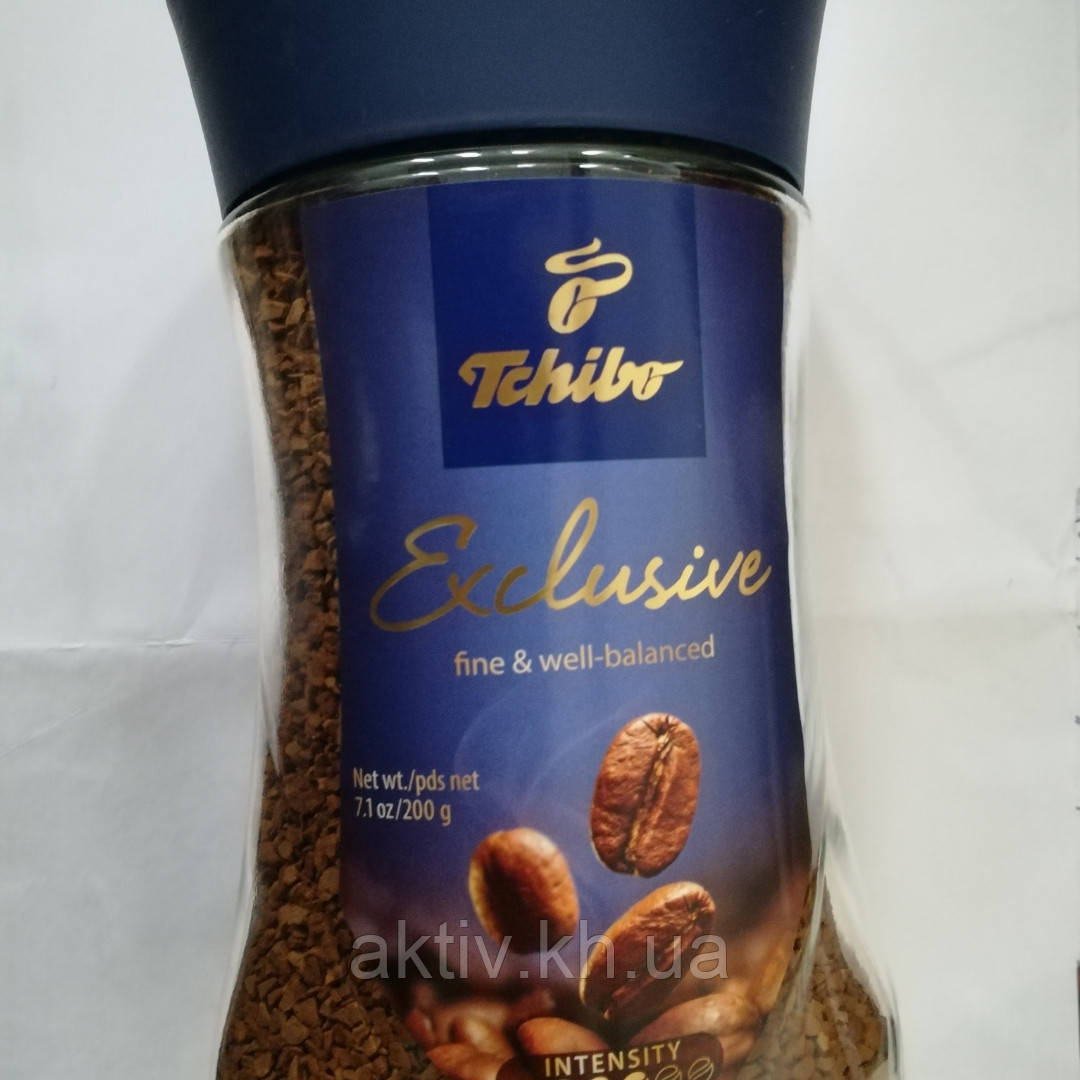 Tchibo
Exclusive
fine & well-balanced
Net wt./pds net
7.1 oz/200 g
aktiv.kh.ua
INTENSITY